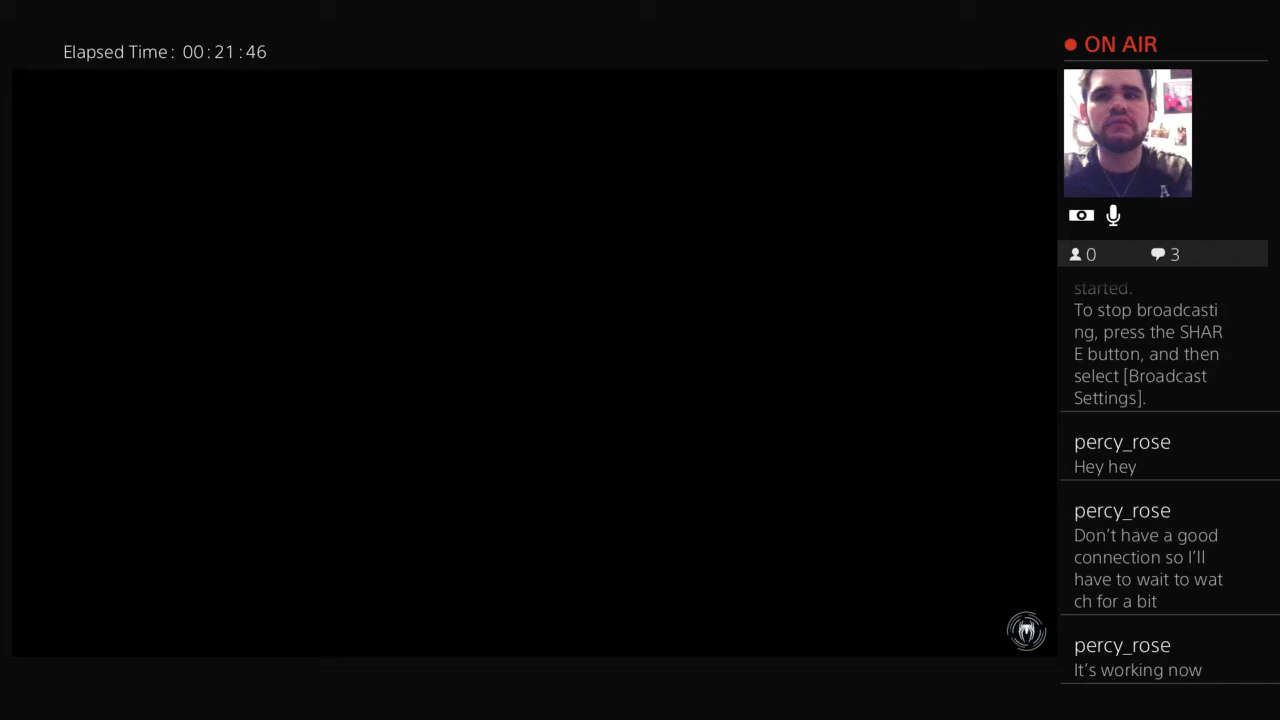 Elapsed Time: 00:21:46
ON AIR
0
3
started.
To stop broadcasti
ng, press the SHAR
E button, and then
select [Broadcast
Settings].
percy_rose
Hey hey
percy_rose
Don't have a good
connection so I'll
have to wait to wat
ch for a bit
percy_rose
It's working now